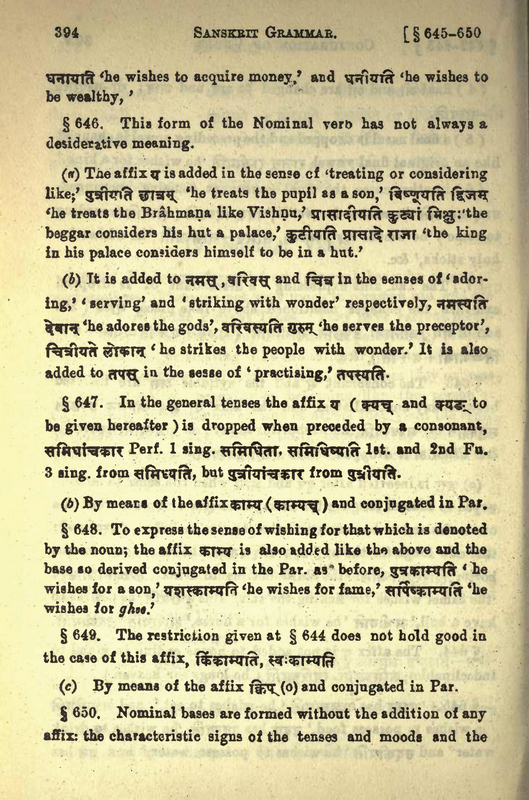 394 SANSKRIT GRAMMAR. [ § 645-650
धनायति 'he wishes to acquire money,' and धनीयति 'he wishes to
be wealthy, '
§ 646. This form of the Nominal verb has not always a
desiderative meaning.
(a) The affix य is added in the sense of 'treating or considering
like;' पुत्रीयति छात्रम् 'he treats the pupil as a son,' विष्णूयति द्विजम्
'he treats the Brâhmaṇa like Vishṇu,' प्रासादीयति कुट्यां भिक्षुः 'the
beggar considers his hut a palace,' कुटीयति प्रासादे राजा 'the king
in his palace considers himself to be in a hut.'
(b) It is added to नमस्, वरिवस् and चित्र in the senses of 'ador-
ing,' 'serving' and 'striking with wonder' respectively, नमस्यति
देवान् 'he adores the gods', वरिवस्यति गुरुम् 'he serves the preceptor',
चित्रीयते लोकान् ' he strikes the people with wonder.' It is also
added to तपस् in the sense of ' practising,' तपस्यति.
§ 647. In the general tenses the affix य ( क्यच् and क्यङ् to
be given hereafter ) is dropped when preceded by a consonant,
समिधांचकार Perf. 1 sing. समिधिता, समिधिष्यति 1st. and 2nd Fu.
3 sing. from समिध्यति, but पुत्रीयांचकार from पुत्रीयति.
(b) By means of the affix काम्य (काम्यच्) and conjugated in Par.
§ 648. To express the sense of wishing for that which is denoted
by the noun; the affix काम्य is also added like the above and the
base so derived conjugated in the Par. as before, पुत्रकाम्यति ' he
wishes for a son,' यशस्काम्यति 'he wishes for fame,' सर्पिष्काम्यति 'he
wishes for ghee.'
§ 649. The restriction given at § 644 does not hold good in
the case of this affix, किंकाम्यति, स्वःकाम्यति
(c) By means of the affix क्विप् (o) and conjugated in Par.
§ 650. Nominal bases are formed without the addition of any
affix: the characteristic signs of the tenses and moods and the